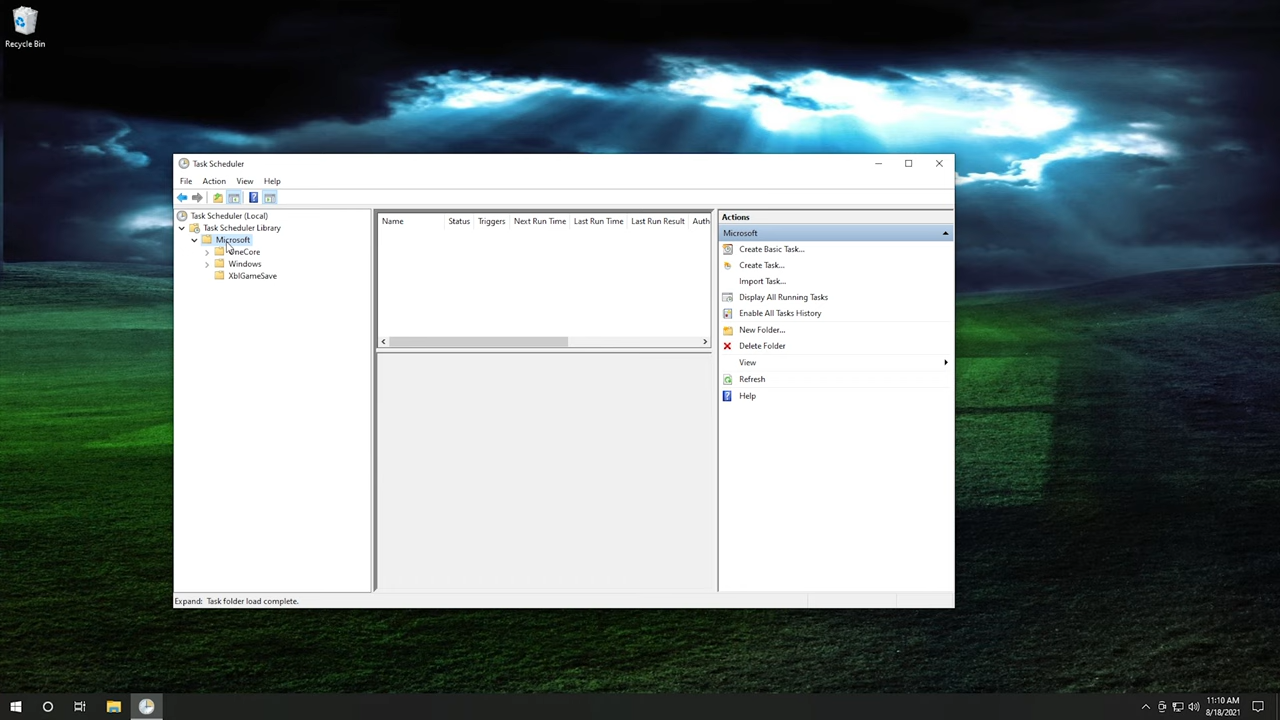 Recycle Bin
Task Scheduler
File Action View Help
Task Scheduler (Local)
Task Scheduler Library
Microsoft
OneCore
Windows
XblGameSave
Name Status Triggers Next Run Time Last Run Time Last Run Result Auth
Actions
Microsoft
Create Basic Task...
Create Task...
Import Task...
Display All Running Tasks
Enable All Tasks History
New Folder...
Delete Folder
View
Refresh
Help
Expand: Task folder load complete.
11:10 AM
8/18/2021